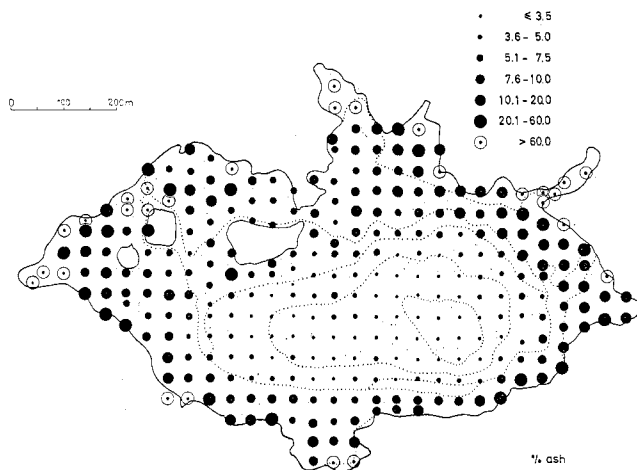 ≤ 3.5
3.6 – 5.0
5.1 – 7.5
7.6 – 10.0
10.1 – 20.0
20.1 – 60.0
> 60.0
0 100 200m
% ash